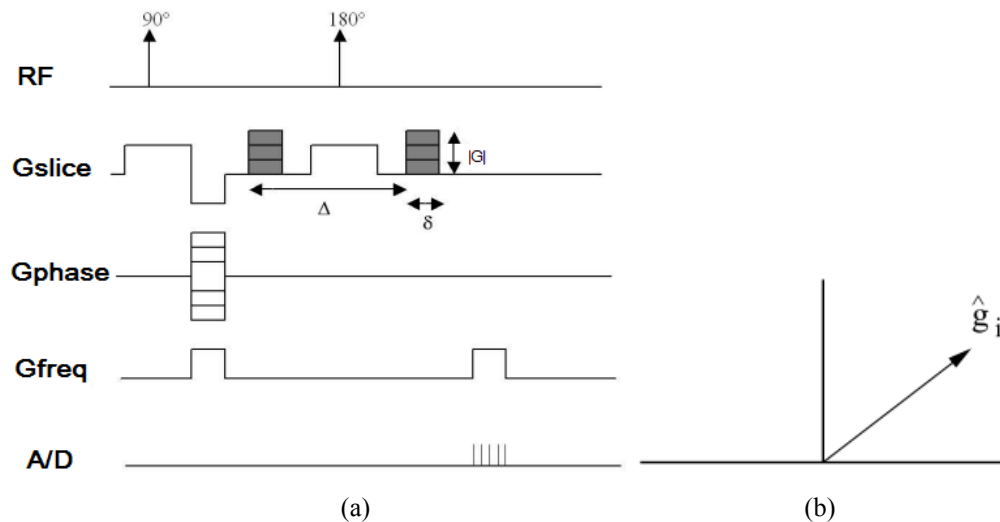 90° 180°
RF
Gslice
|G|
Δ
δ
Gphase
Gfreq
A/D
ĝ i
(a) (b)